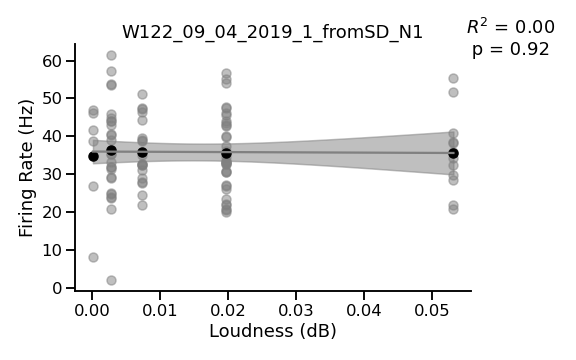 W122_09_04_2019_1_fromSD_N1
R² = 0.00
p = 0.92
Firing Rate (Hz)
60
50
40
30
20
10
0
0.00 0.01 0.02 0.03 0.04 0.05
Loudness (dB)